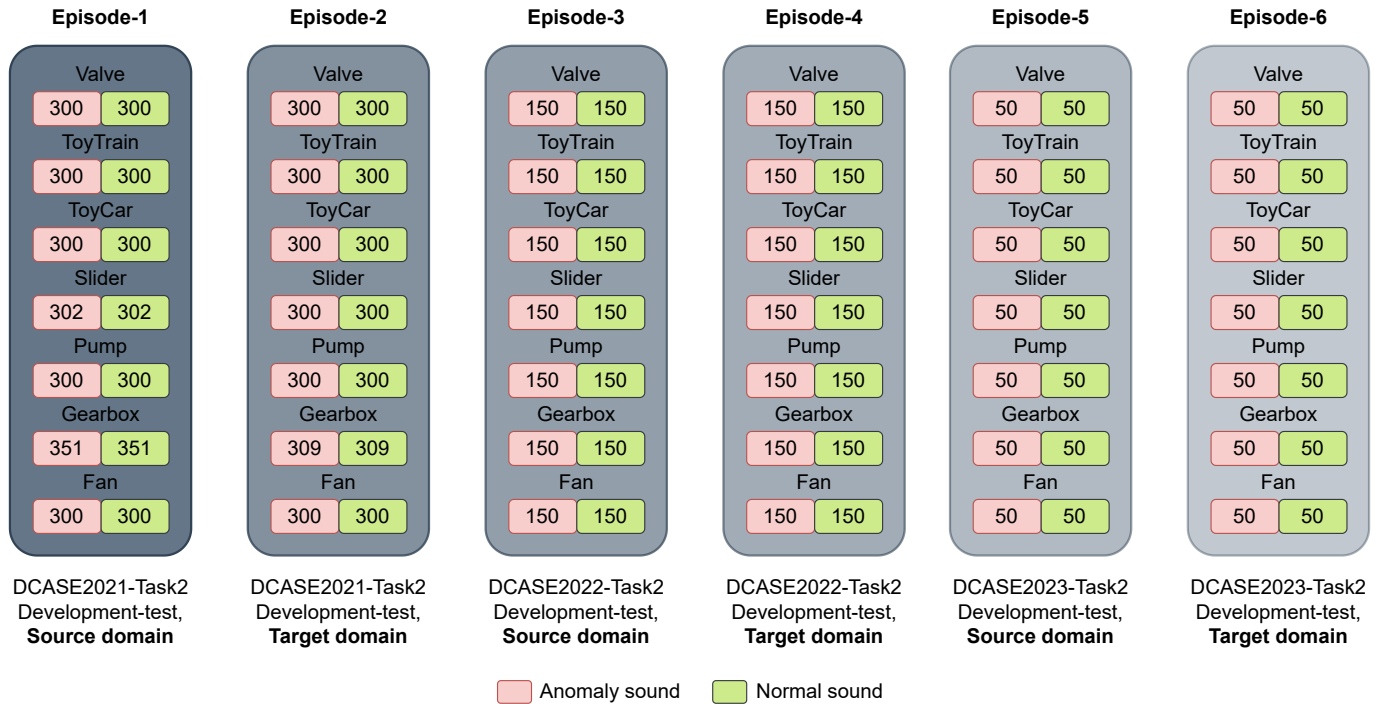 Episode-1 Episode-2 Episode-3 Episode-4 Episode-5 Episode-6
Valve Valve Valve Valve Valve Valve
300 300 300 300 150 150 150 150 50 50 50 50
ToyTrain ToyTrain ToyTrain ToyTrain ToyTrain ToyTrain
300 300 300 300 150 150 150 150 50 50 50 50
ToyCar ToyCar ToyCar ToyCar ToyCar ToyCar
300 300 300 300 150 150 150 150 50 50 50 50
Slider Slider Slider Slider Slider Slider
302 302 300 300 150 150 150 150 50 50 50 50
Pump Pump Pump Pump Pump Pump
300 300 300 300 150 150 150 150 50 50 50 50
Gearbox Gearbox Gearbox Gearbox Gearbox Gearbox
351 351 309 309 150 150 150 150 50 50 50 50
Fan Fan Fan Fan Fan Fan
300 300 300 300 150 150 150 150 50 50 50 50
DCASE2021-Task2 DCASE2021-Task2 DCASE2022-Task2 DCASE2022-Task2 DCASE2023-Task2 DCASE2023-Task2
Development-test, Development-test, Development-test, Development-test, Development-test, Development-test,
Source domain Target domain Source domain Target domain Source domain Target domain
Anomaly sound Normal sound